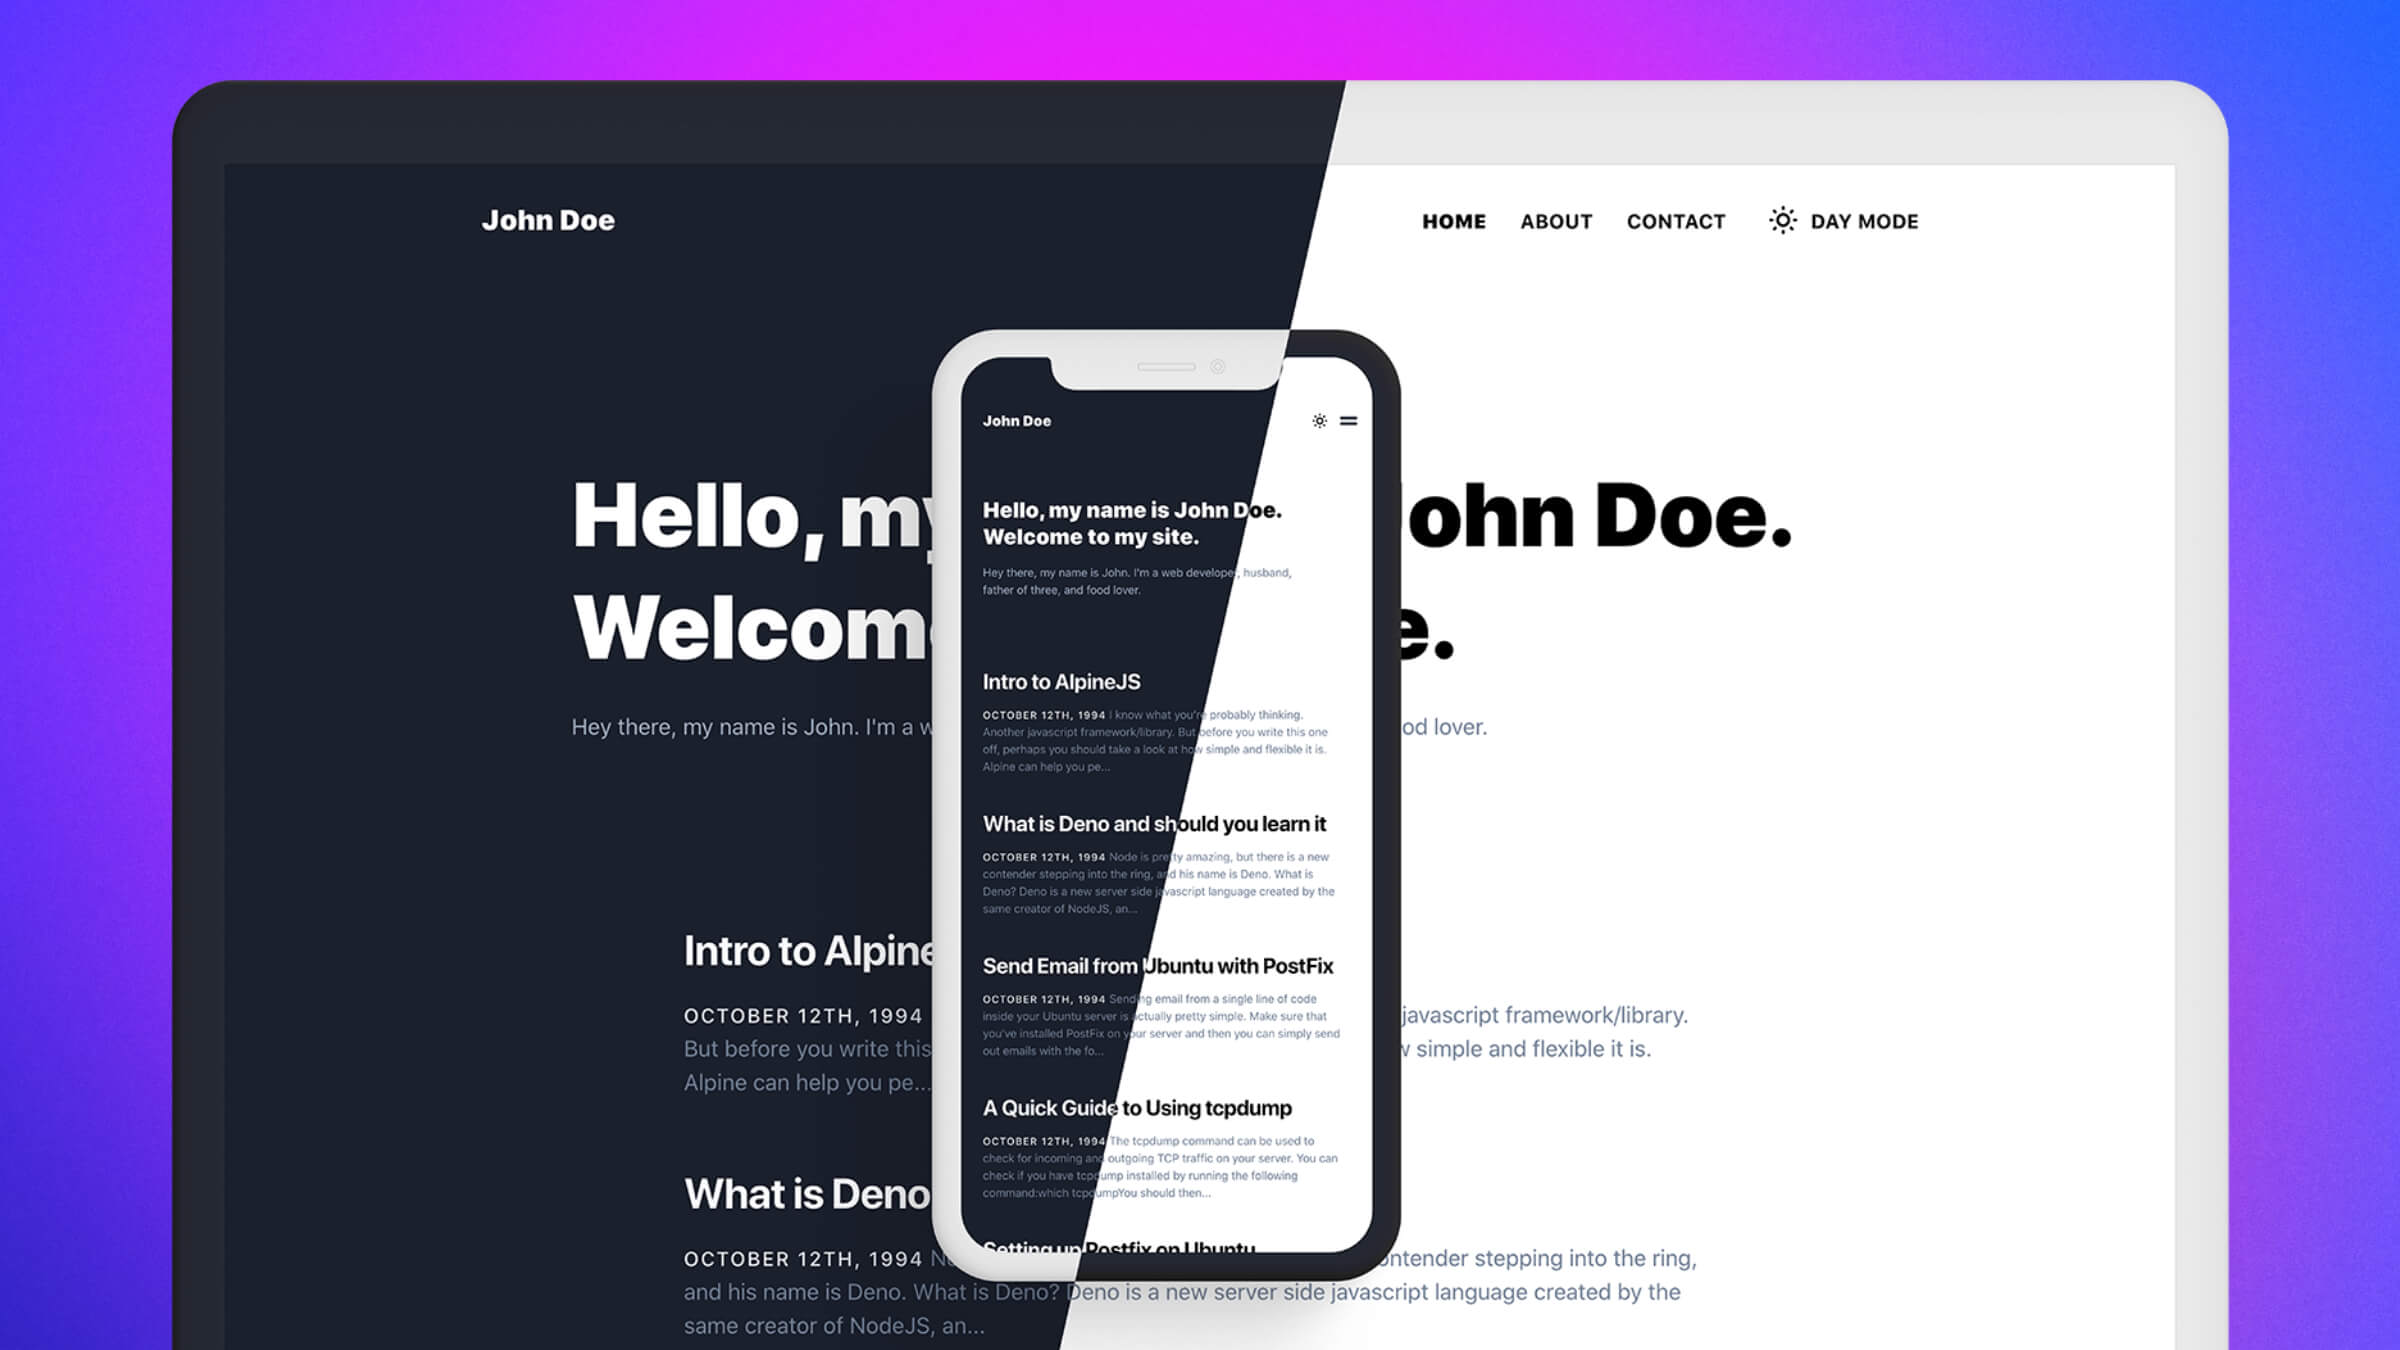 John Doe
HOME ABOUT CONTACT DAY MODE
Hello, my
ohn Doe.
Welcom
e.
Hey there, my name is John. I'm a w
od lover.
Intro to Alpine
OCTOBER 12TH, 1994
javascript framework/library.
But before you write this
simple and flexible it is.
Alpine can help you pe...
What is Deno
OCTOBER 12TH, 1994
ontender stepping into the ring,
and his name is Deno. What is Deno? Deno is a new server side javascript language created by the
same creator of NodeJS, an...
John Doe
Hello, my name is John Doe.
Welcome to my site.
Hey there, my name is John. I'm a web developer, husband,
father of three, and food lover.
Intro to AlpineJS
OCTOBER 12TH, 1994 I know what you're probably thinking.
Another javascript framework/library. But before you write this one
off, perhaps you should take a look at how simple and flexible it is.
Alpine can help you pe...
What is Deno and should you learn it
OCTOBER 12TH, 1994 Node is pretty amazing, but there is a new
contender stepping into the ring, and his name is Deno. What is
Deno? Deno is a new server side javascript language created by the
same creator of NodeJS, an...
Send Email from Ubuntu with PostFix
OCTOBER 12TH, 1994 Sending email from a single line of code
inside your Ubuntu server is actually pretty simple. Make sure that
you've installed PostFix on your server and then you can simply send
out emails with the fo...
A Quick Guide to Using tcpdump
OCTOBER 12TH, 1994 The tcpdump command can be used to
check for incoming and outgoing TCP traffic on your server. You can
check if you have tcpdump installed by running the following
command:which tcpdumpYou should then...
Setting up Postfix on Ubuntu